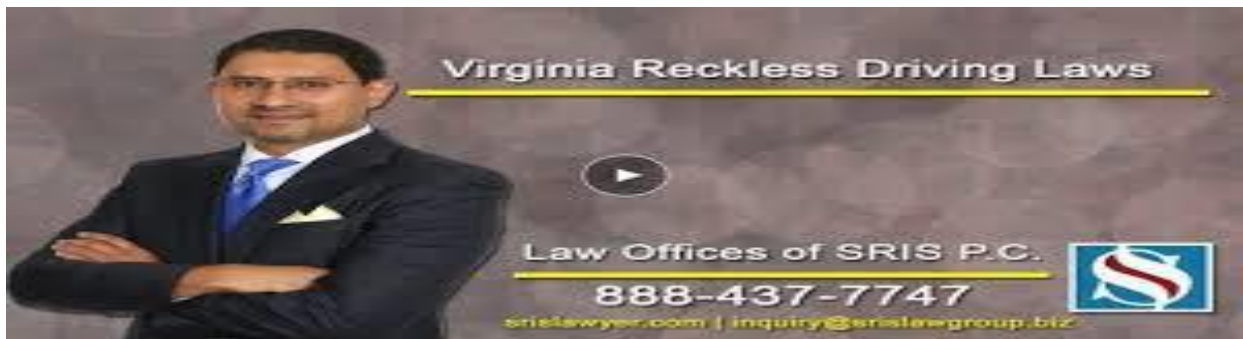 Virginia Reckless Driving Laws
Law Offices of SRIS P.C.
888-437-7747
srislawyer.com | inquiry@srislawgroup.biz